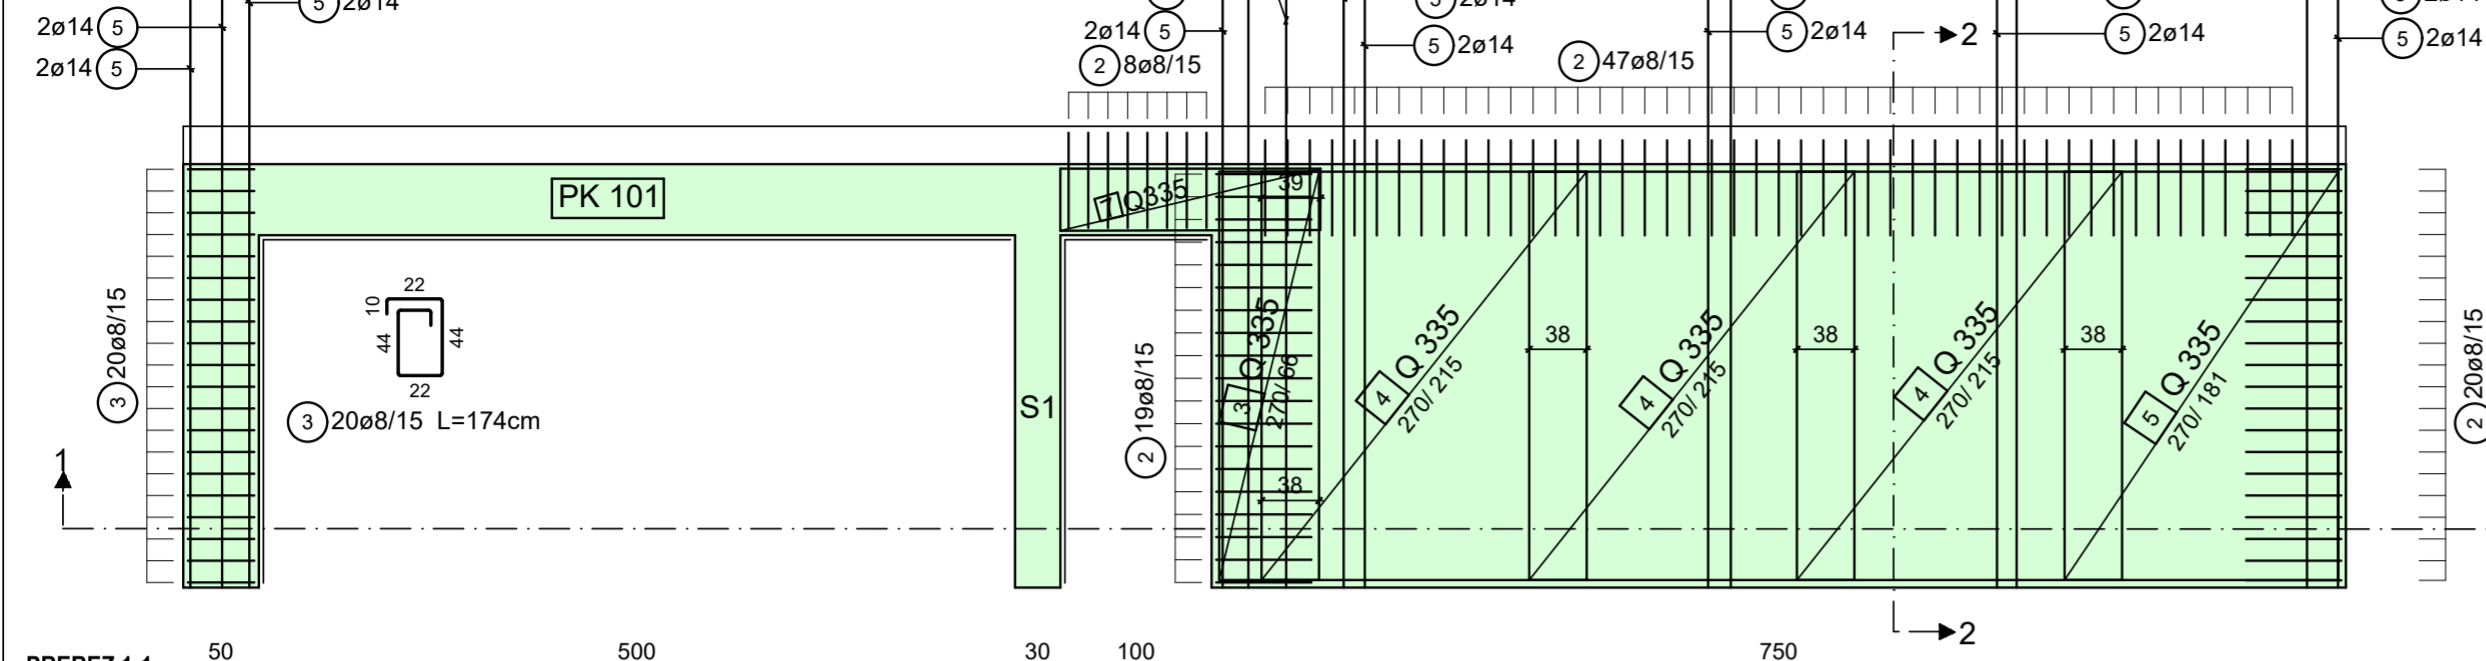 2ø14
2ø14 5
5 2ø14
2ø14 5
2ø14 5
2 8ø8/15
5 2ø14
2 47ø8/15
5 2ø14
2
5 2ø14
5 2ø14
PK 101
7 Q335
39
3 20ø8/15
22
10
44
44
22
3 20ø8/15 L=174cm
S1
2 19ø8/15
3 Q 335
270/ 66
38
4 Q 335
270/ 215
38
4 Q 335
270/ 215
38
4 Q 335
270/ 215
38
5 Q 335
270/ 181
2 20ø8/15
1
2
50
500
30
100
750